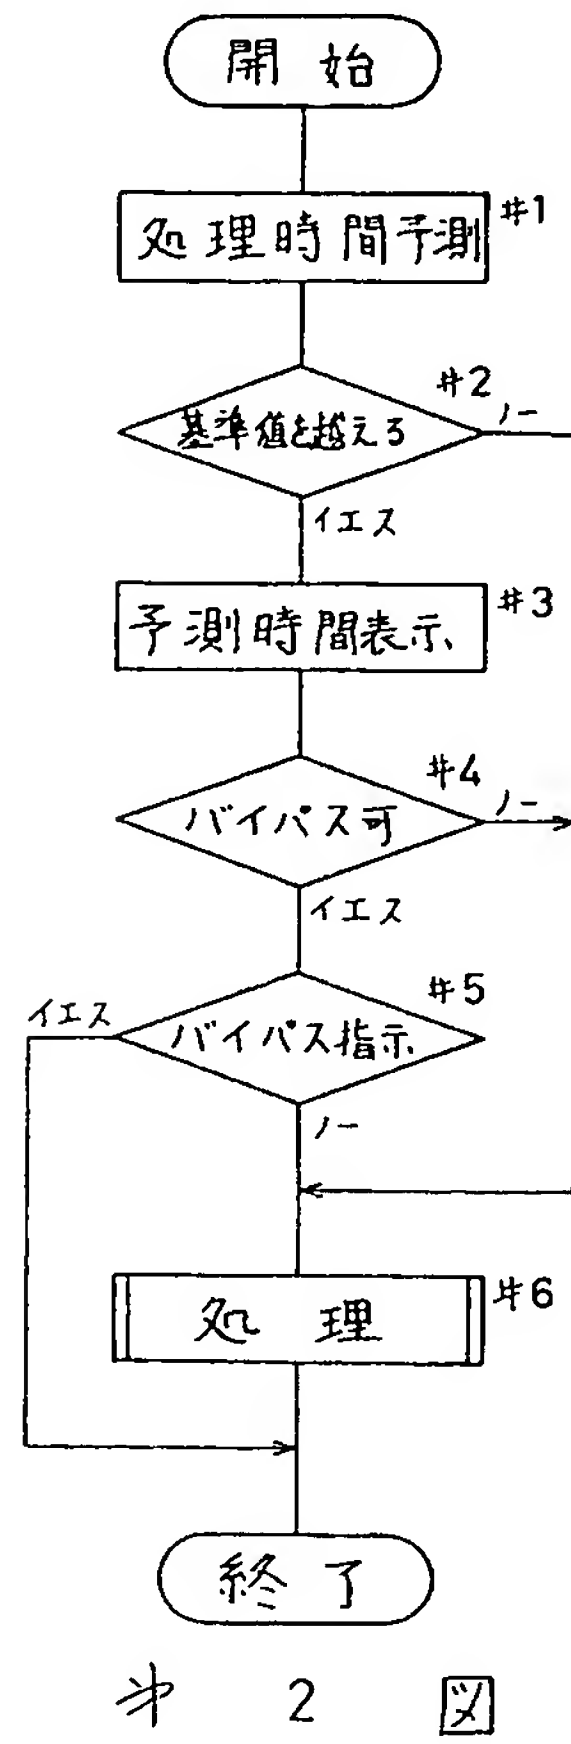 開始
処理時間予測 #1
基準値を越える #2
ノー
イエス
予測時間表示 #3
バイパス可 #4
ノー
イエス
バイパス指示 #5
イエス
ノー
処理 #6
終了
第2図